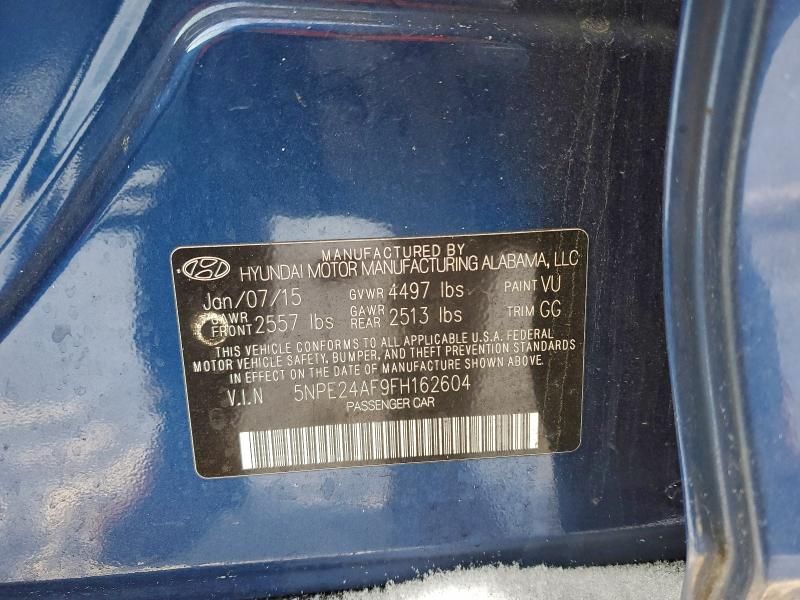 MANUFACTURED BY
HYUNDAI MOTOR MANUFACTURING ALABAMA, LLC
Jan/07/15 GVWR 4497 lbs PAINT VU
GAWR FRONT 2557 lbs GAWR REAR 2513 lbs TRIM GG
THIS VEHICLE CONFORMS TO ALL APPLICABLE U.S.A. FEDERAL
MOTOR VEHICLE SAFETY, BUMPER, AND THEFT PREVENTION STANDARDS
IN EFFECT ON THE DATE OF MANUFACTURE SHOWN ABOVE.
V.I.N 5NPE24AF9FH162604
PASSENGER CAR